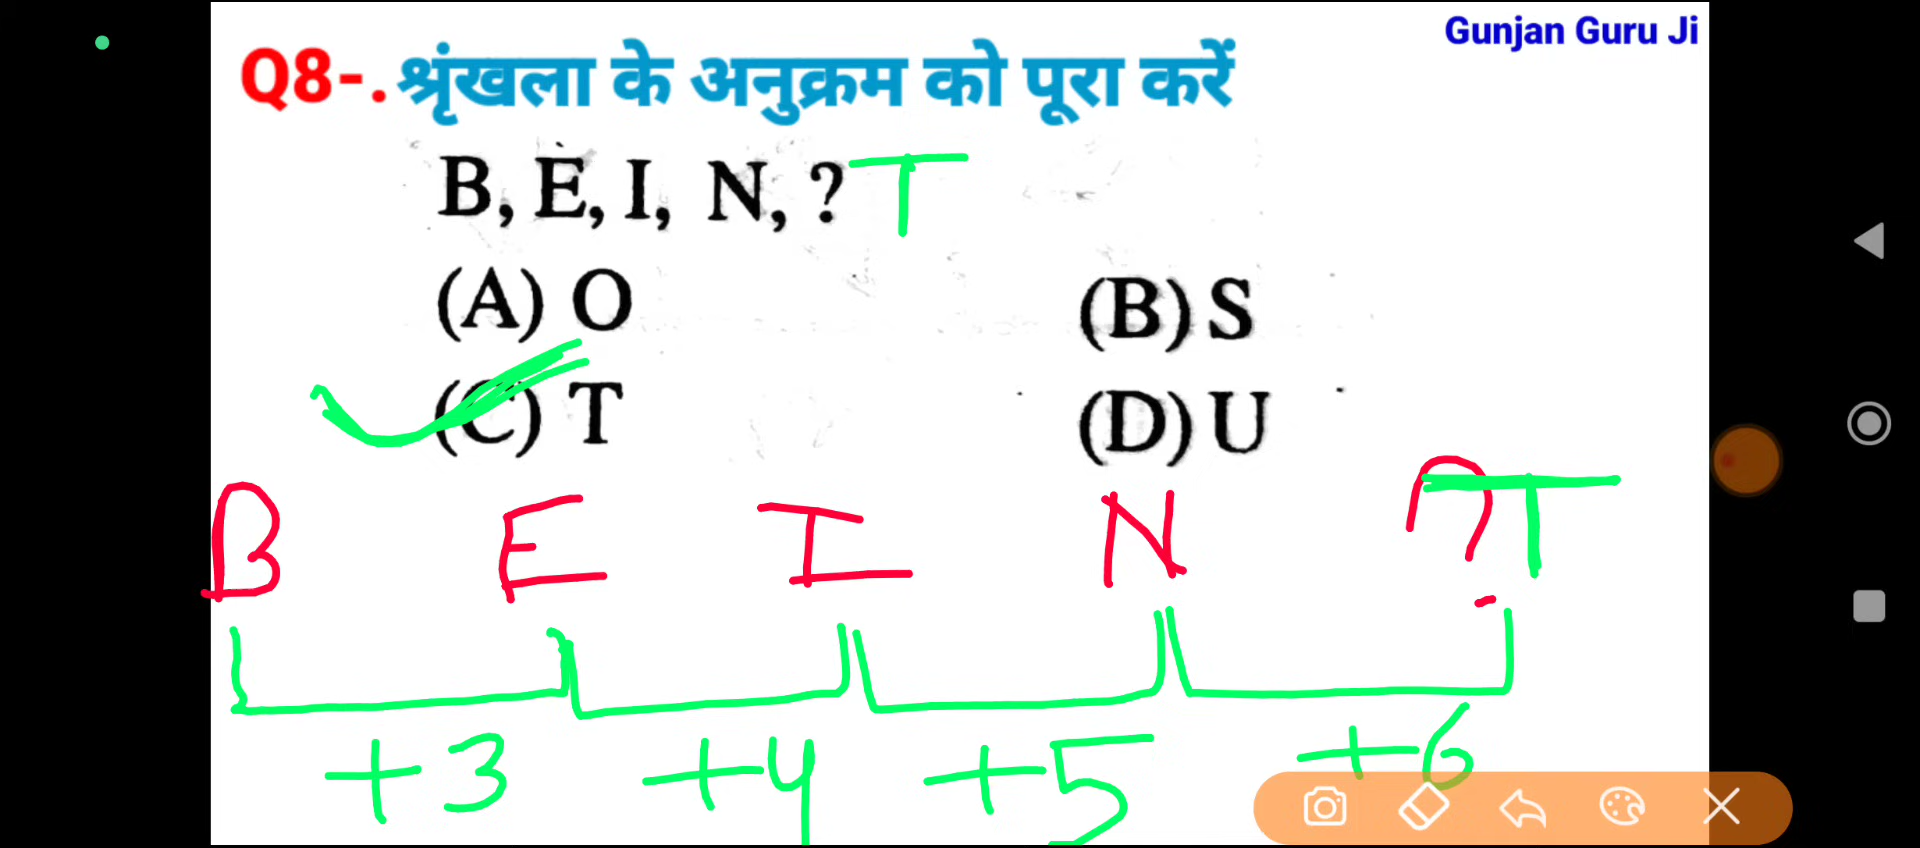 Gunjan Guru Ji
Q8-. श्रृंखला के अनुक्रम को पूरा करें
B, E, I, N, ? T
(A) O (B) S
(C) T (D) U
B E I N ? T
+3 +4 +5 +6